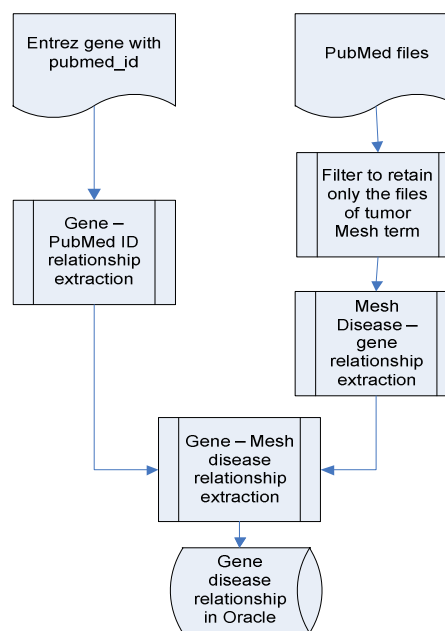 Entrez gene with
pubmed_id
PubMed files
Filter to retain
only the files
of tumor
Mesh term
Gene –
PubMed ID
relationship
extraction
Mesh
Disease –
gene
relationship
extraction
Gene – Mesh
disease
relationship
extraction
Gene
disease
relationship
in Oracle